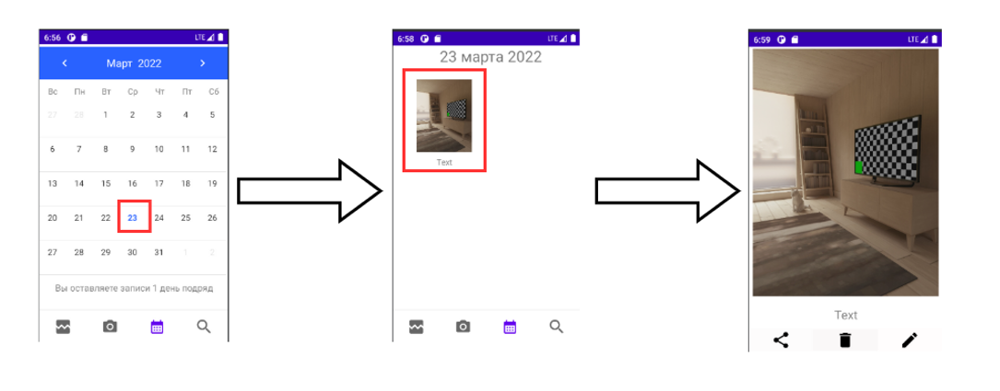 6:56 LTE
Март 2022
Вс Пн Вт Ср Чт Пт Сб
27 28 1 2 3 4 5
6 7 8 9 10 11 12
13 14 15 16 17 18 19
20 21 22 23 24 25 26
27 28 29 30 31 1 2
Вы оставляете записи 1 день подряд
6:58 LTE
23 марта 2022
Text
6:59 LTE
Text